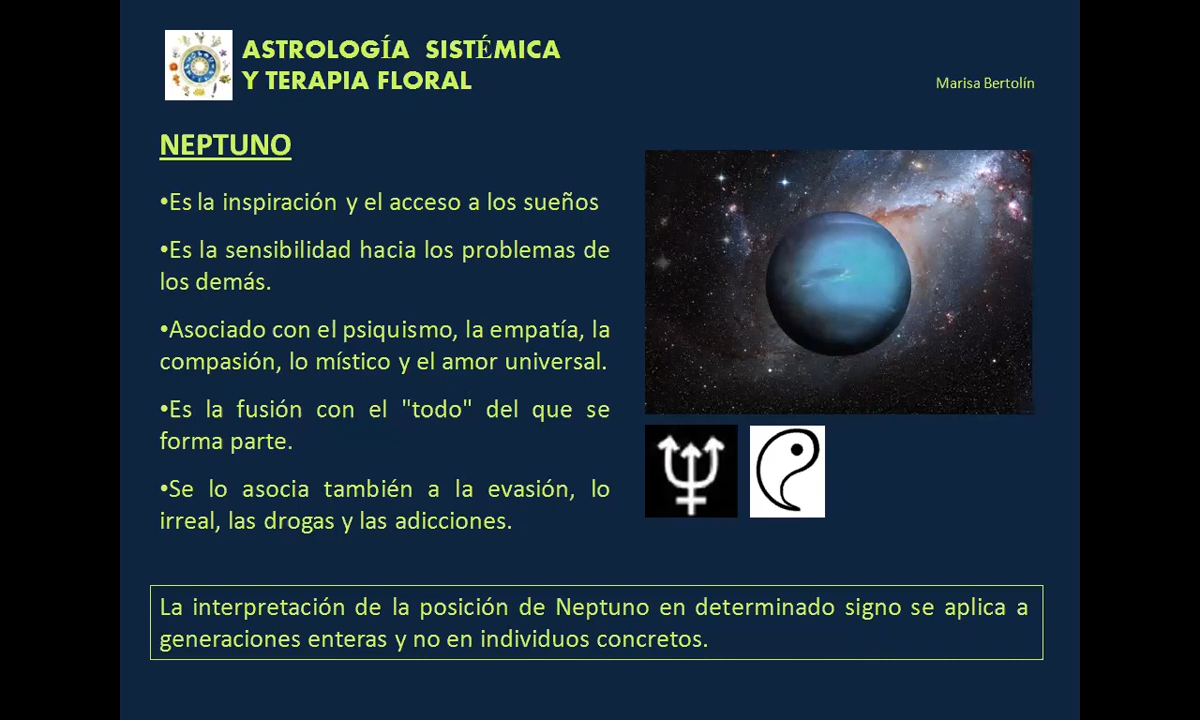 ASTROLOGÍA SISTÉMICA
Y TERAPIA FLORAL
Marisa Bertolín
NEPTUNO
•Es la inspiración y el acceso a los sueños
•Es la sensibilidad hacia los problemas de
los demás.
•Asociado con el psiquismo, la empatía, la
compasión, lo místico y el amor universal.
•Es la fusión con el "todo" del que se
forma parte.
•Se lo asocia también a la evasión, lo
irreal, las drogas y las adicciones.
La interpretación de la posición de Neptuno en determinado signo se aplica a
generaciones enteras y no en individuos concretos.